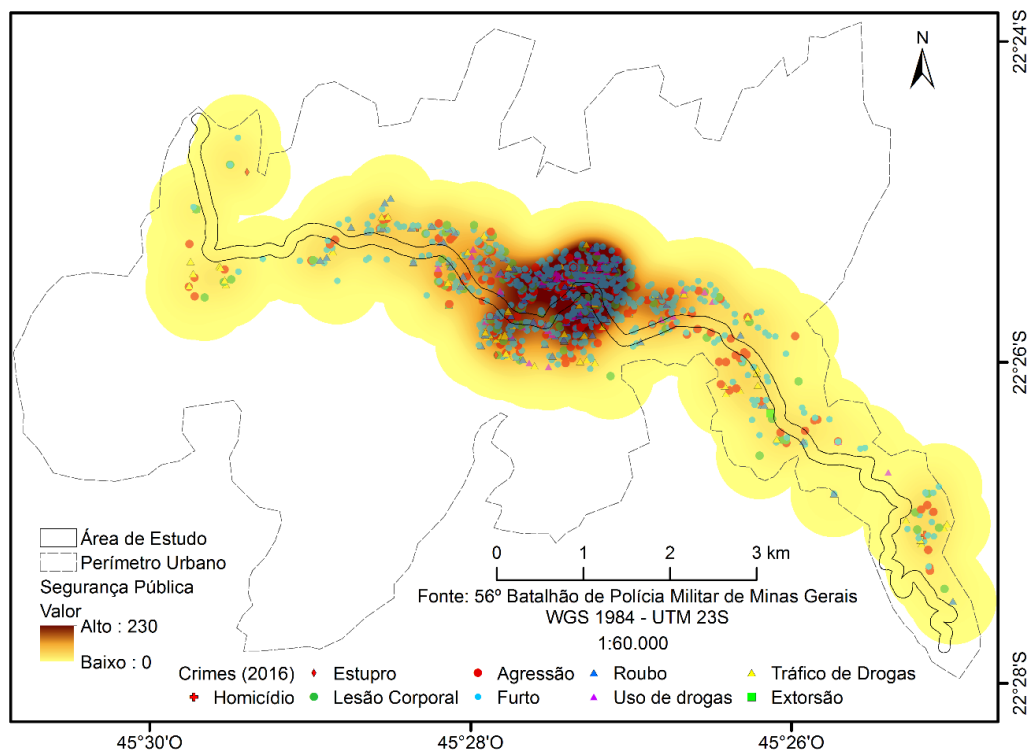 N
22°24'S
22°26'S
22°28'S
Área de Estudo
Perímetro Urbano
Segurança Pública
Valor
Alto : 230
Baixo : 0
0 1 2 3 km
Fonte: 56º Batalhão de Polícia Militar de Minas Gerais
WGS 1984 - UTM 23S
1:60.000
Crimes (2016) Estupro Agressão Roubo Tráfico de Drogas
Homicídio Lesão Corporal Furto Uso de drogas Extorsão
45°30'O 45°28'O 45°26'O